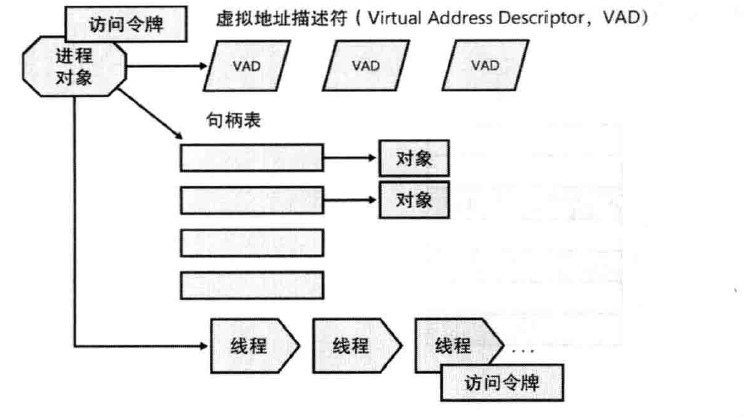 访问令牌
虚拟地址描述符（Virtual Address Descriptor，VAD）
进程
对象
VAD
VAD
VAD
句柄表
对象
对象
线程
线程
线程
...
访问令牌